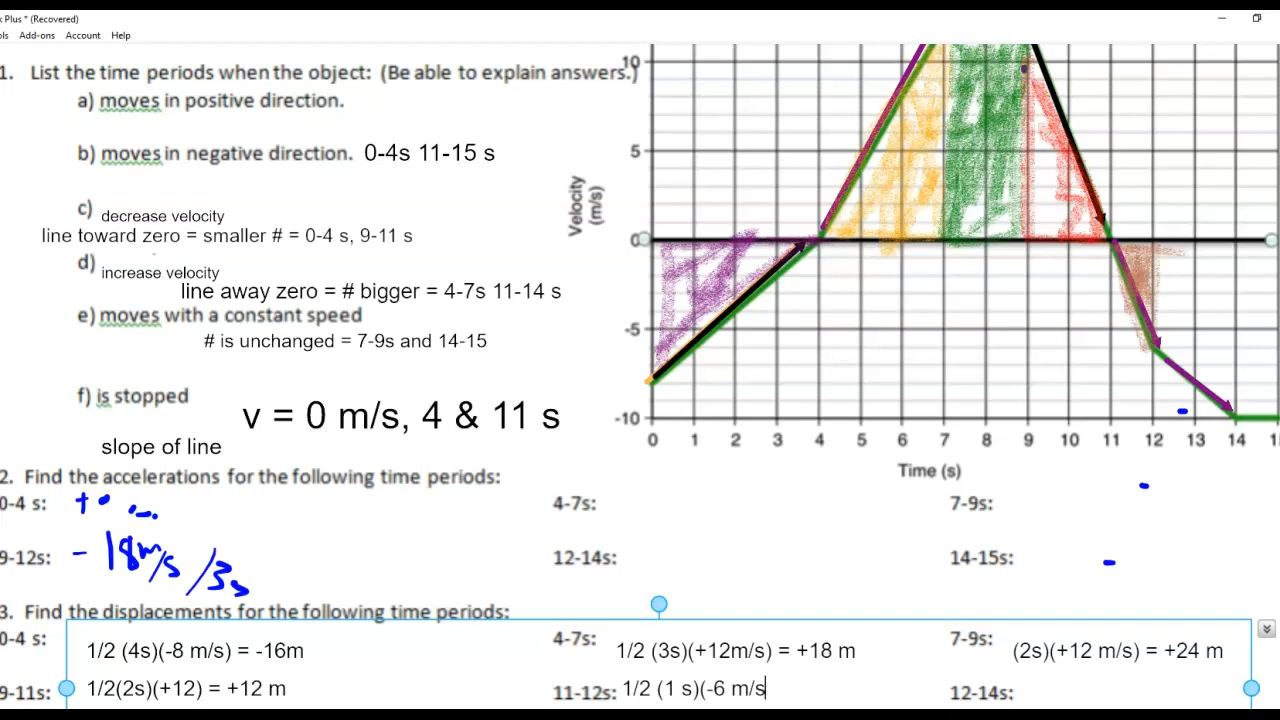 x Plus * (Recovered)
ols Add-ons Account Help
1. List the time periods when the object: (Be able to explain answers.)
a) moves in positive direction.
b) moves in negative direction. 0-4s 11-15 s
c) decrease velocity
line toward zero = smaller # = 0-4 s, 9-11 s
d) increase velocity
line away zero = # bigger = 4-7s 11-14 s
e) moves with a constant speed
# is unchanged = 7-9s and 14-15
f) is stopped
v = 0 m/s, 4 & 11 s
slope of line
10
5
0
-5
-10
Velocity
(m/s)
0 1 2 3 4 5 6 7 8 9 10 11 12 13 14
Time (s)
2. Find the accelerations for the following time periods:
0-4 s: + 4-7s: 7-9s:
9-12s: - 18m/s /3s 12-14s: 14-15s:
3. Find the displacements for the following time periods:
0-4 s: 1/2 (4s)(-8 m/s) = -16m 4-7s: 1/2 (3s)(+12m/s) = +18 m 7-9s: (2s)(+12 m/s) = +24 m
9-11s: 1/2(2s)(+12) = +12 m 11-12s: 1/2 (1 s)(-6 m/s 12-14s: